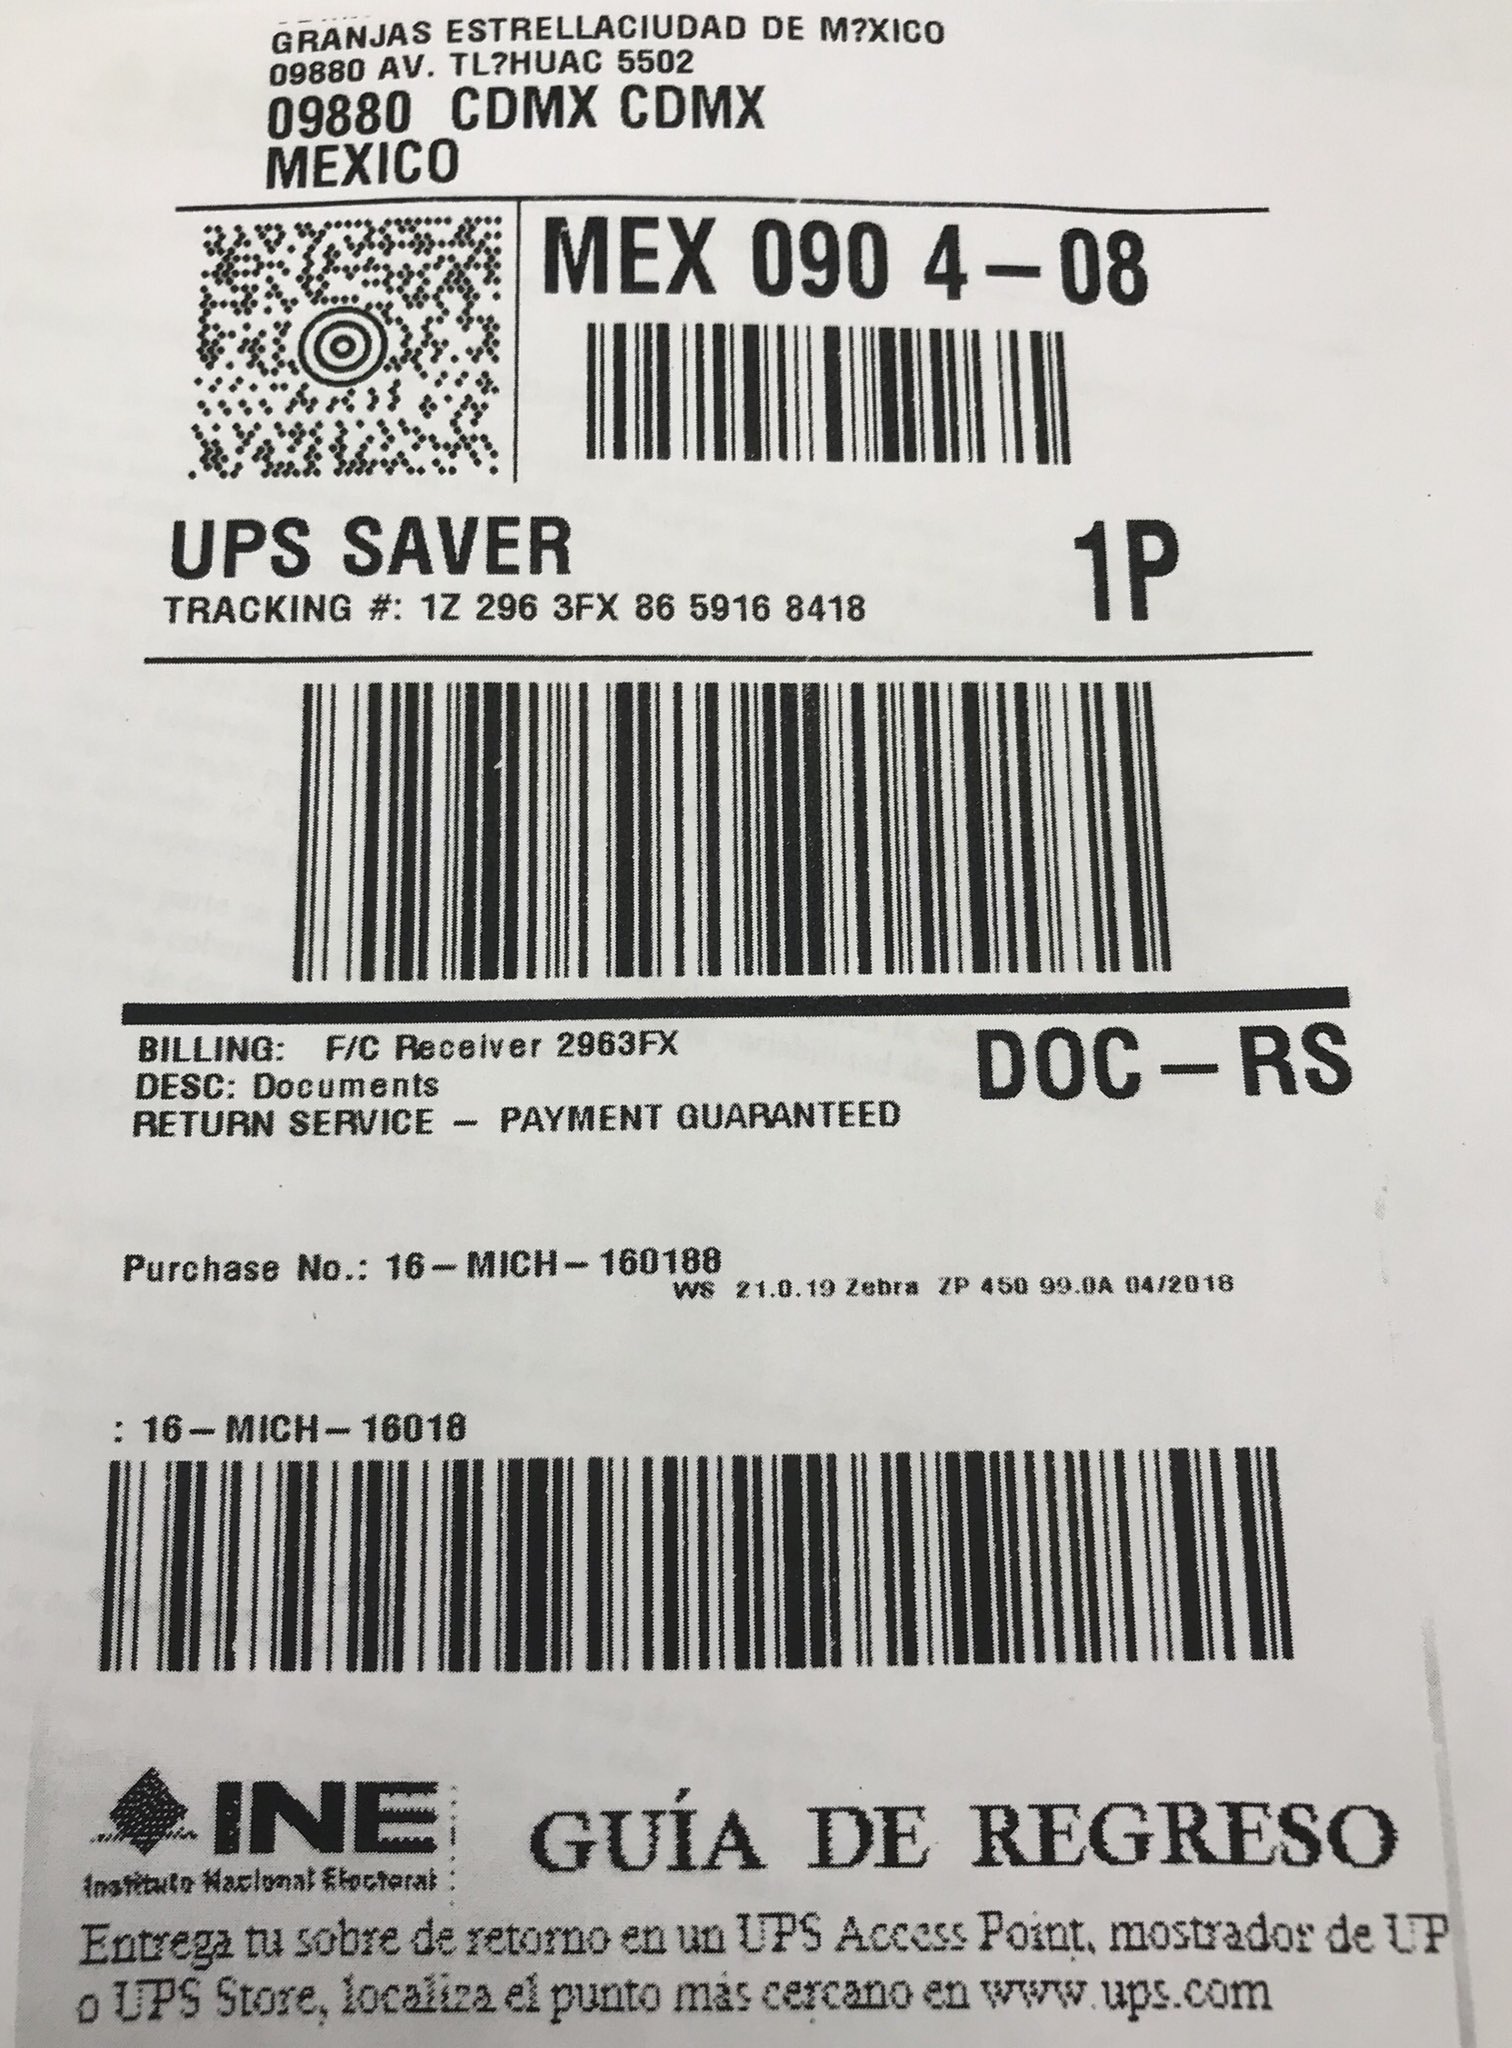 GRANJAS ESTRELLACIUDAD DE M?XICO
09880 AV. TL?HUAC 5502
09880 CDMX CDMX
MEXICO
MEX 090 4-08
UPS SAVER
1P
TRACKING #: 1Z 296 3FX 86 5916 8418
BILLING: F/C Receiver 2963FX
DOC-RS
DESC: Documents
RETURN SERVICE - PAYMENT GUARANTEED
Purchase No.: 16-MICH-160188
WS 21.0.19 Zebra ZP 450 99.0A 04/2018
: 16-MICH-16018
INE
Instituto Nacional Electoral
GUÍA DE REGRESO
Entrega tu sobre de retorno en un UPS Access Point, mostrador de UP
o UPS Store, localiza el punto más cercano en www.ups.com